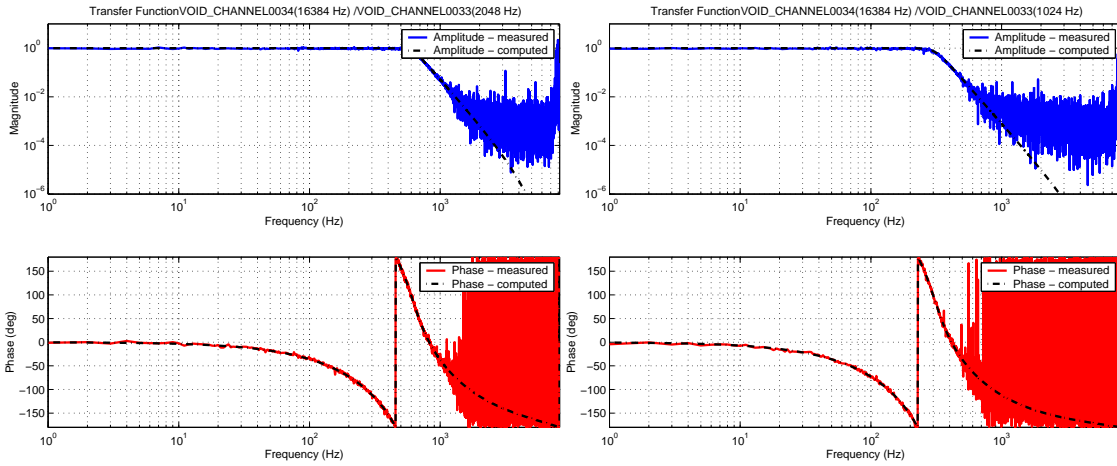 Transfer FunctionVOID_CHANNEL0034(16384 Hz) /VOID_CHANNEL0033(2048 Hz)
10^0
10^-2
10^-4
10^-6
Magnitude
Amplitude − measured
Amplitude − computed
10^0
10^1
10^2
10^3
Frequency (Hz)
Transfer FunctionVOID_CHANNEL0034(16384 Hz) /VOID_CHANNEL0033(1024 Hz)
10^0
10^-2
10^-4
10^-6
Magnitude
Amplitude − measured
Amplitude − computed
10^0
10^1
10^2
10^3
Frequency (Hz)
150
100
50
0
−50
−100
−150
Phase (deg)
Phase − measured
Phase − computed
10^0
10^1
10^2
10^3
Frequency (Hz)
150
100
50
0
−50
−100
−150
Phase (deg)
Phase − measured
Phase − computed
10^0
10^1
10^2
10^3
Frequency (Hz)